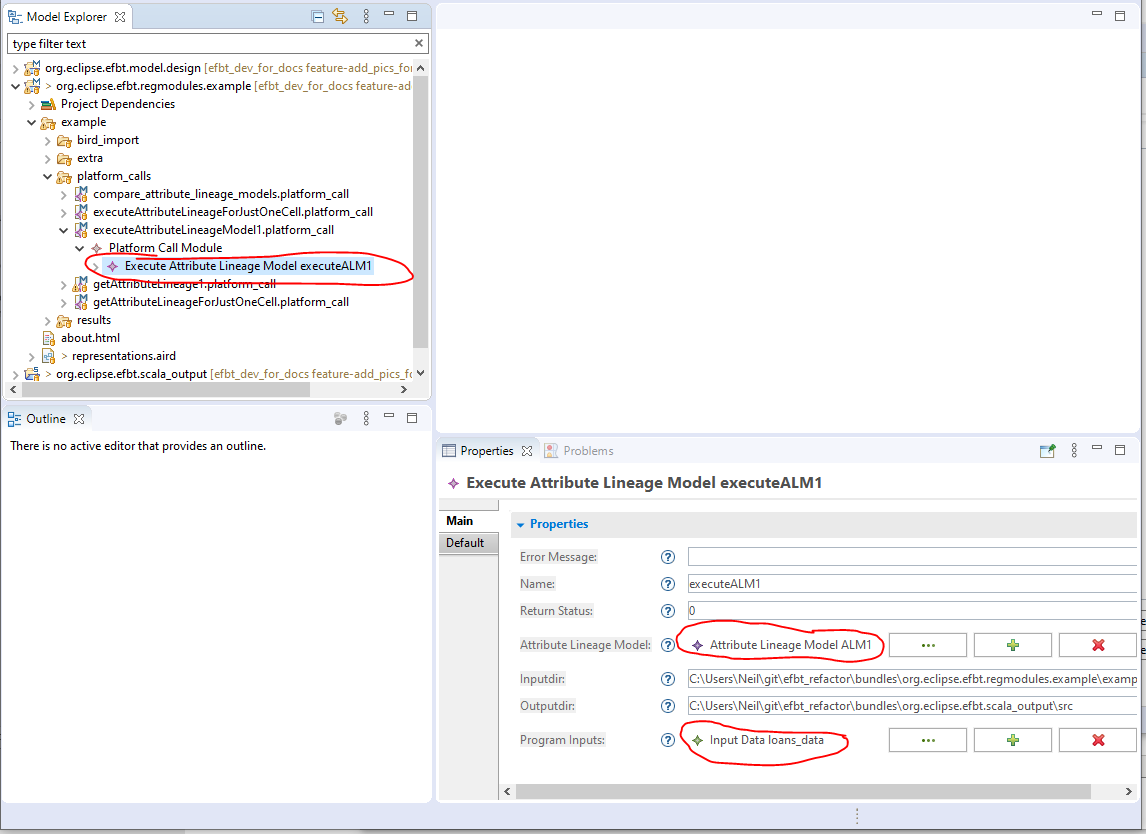 Model Explorer
type filter text
org.eclipse.efbt.model.design [efbt_dev_for_docs feature-add_pics_for
> org.eclipse.efbt.regmodules.example [efbt_dev_for_docs feature-ad
Project Dependencies
example
bird_import
extra
platform_calls
compare_attribute_lineage_models.platform_call
executeAttributeLineageForJustOneCell.platform_call
executeAttributeLineageModel1.platform_call
Platform Call Module
Execute Attribute Lineage Model executeALM1
getAttributeLineage1.platform_call
getAttributeLineageForJustOneCell.platform_call
results
about.html
> representations.aird
> org.eclipse.efbt.scala_output [efbt_dev_for_docs feature-add_pics_fo
Outline
There is no active editor that provides an outline.
Properties Problems
Execute Attribute Lineage Model executeALM1
Main
Default
Properties
Error Message:
Name: executeALM1
Return Status: 0
Attribute Lineage Model: Attribute Lineage Model ALM1
Inputdir: C:\Users\Neil\git\efbt_refactor\bundles\org.eclipse.efbt.regmodules.example\examp
Outputdir: C:\Users\Neil\git\efbt_refactor\bundles\org.eclipse.efbt.scala_output\src
Program Inputs: Input Data loans_data